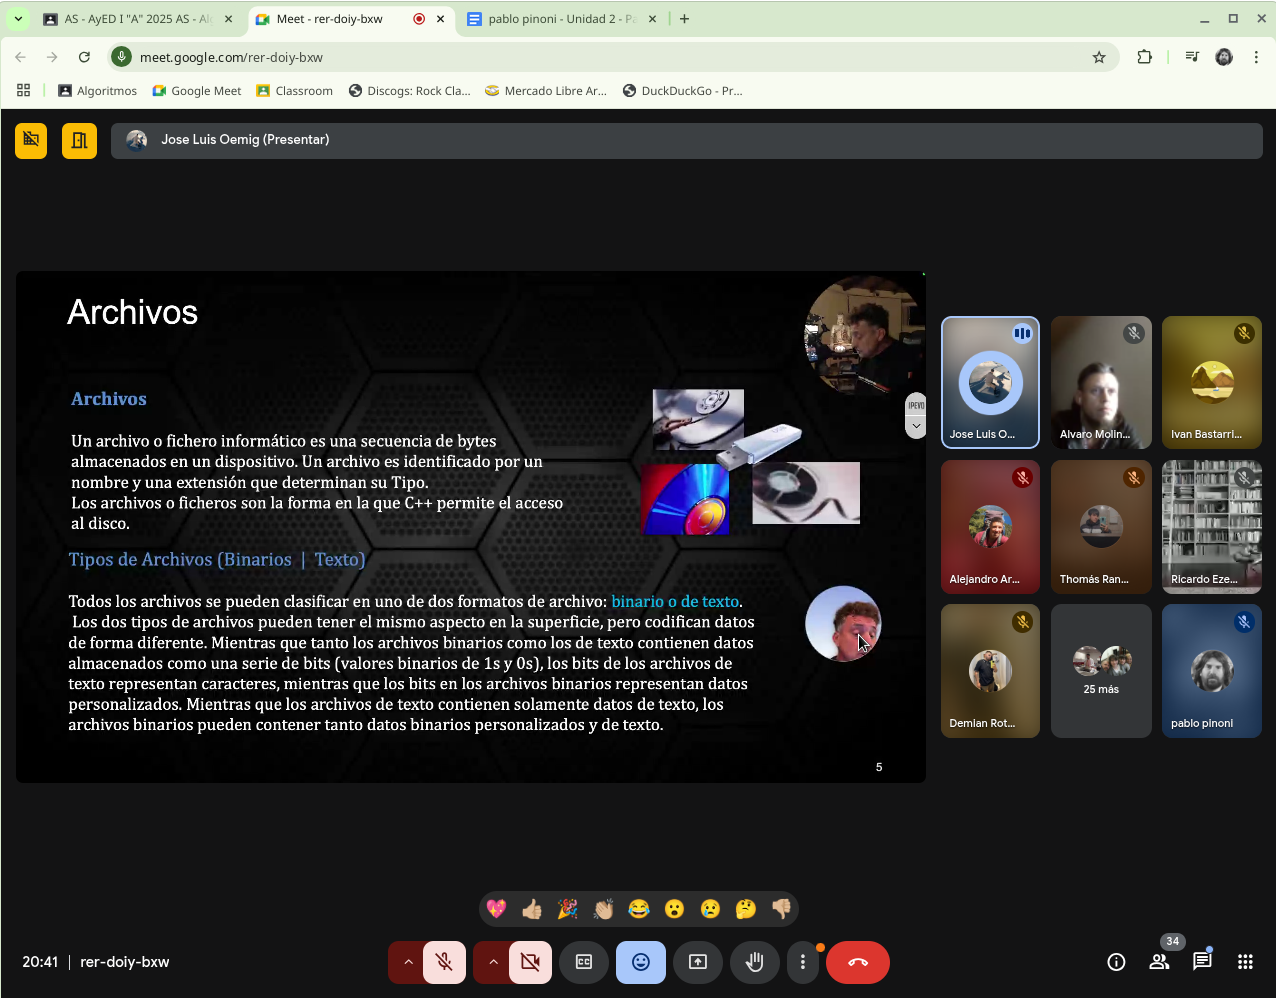 AS - AyED I "A" 2025 AS - Al
Meet - rer-doiy-bxw
pablo pinoni - Unidad 2 - P
meet.google.com/rer-doiy-bxw
Algoritmos
Google Meet
Classroom
Discogs: Rock Cla...
Mercado Libre Ar...
DuckDuckGo - Pr...
Jose Luis Oemig (Presentar)
Archivos
IPEVO
Archivos
Un archivo o fichero informático es una secuencia de bytes
almacenados en un dispositivo. Un archivo es identificado por un
nombre y una extensión que determinan su Tipo.
Los archivos o ficheros son la forma en la que C++ permite el acceso
al disco.
Tipos de Archivos (Binarios | Texto)
Todos los archivos se pueden clasificar en uno de dos formatos de archivo: binario o de texto.
Los dos tipos de archivos pueden tener el mismo aspecto en la superficie, pero codifican datos
de forma diferente. Mientras que tanto los archivos binarios como los de texto contienen datos
almacenados como una serie de bits (valores binarios de 1s y 0s), los bits de los archivos de
texto representan caracteres, mientras que los bits en los archivos binarios representan datos
personalizados. Mientras que los archivos de texto contienen solamente datos de texto, los
archivos binarios pueden contener tanto datos binarios personalizados y de texto.
5
Jose Luis O...
Alvaro Molin...
Ivan Bastarri...
Alejandro Ar...
Thomás Ran...
Ricardo Eze...
Demian Rot...
25 más
pablo pinoni
20:41 | rer-doiy-bxw
CC
34